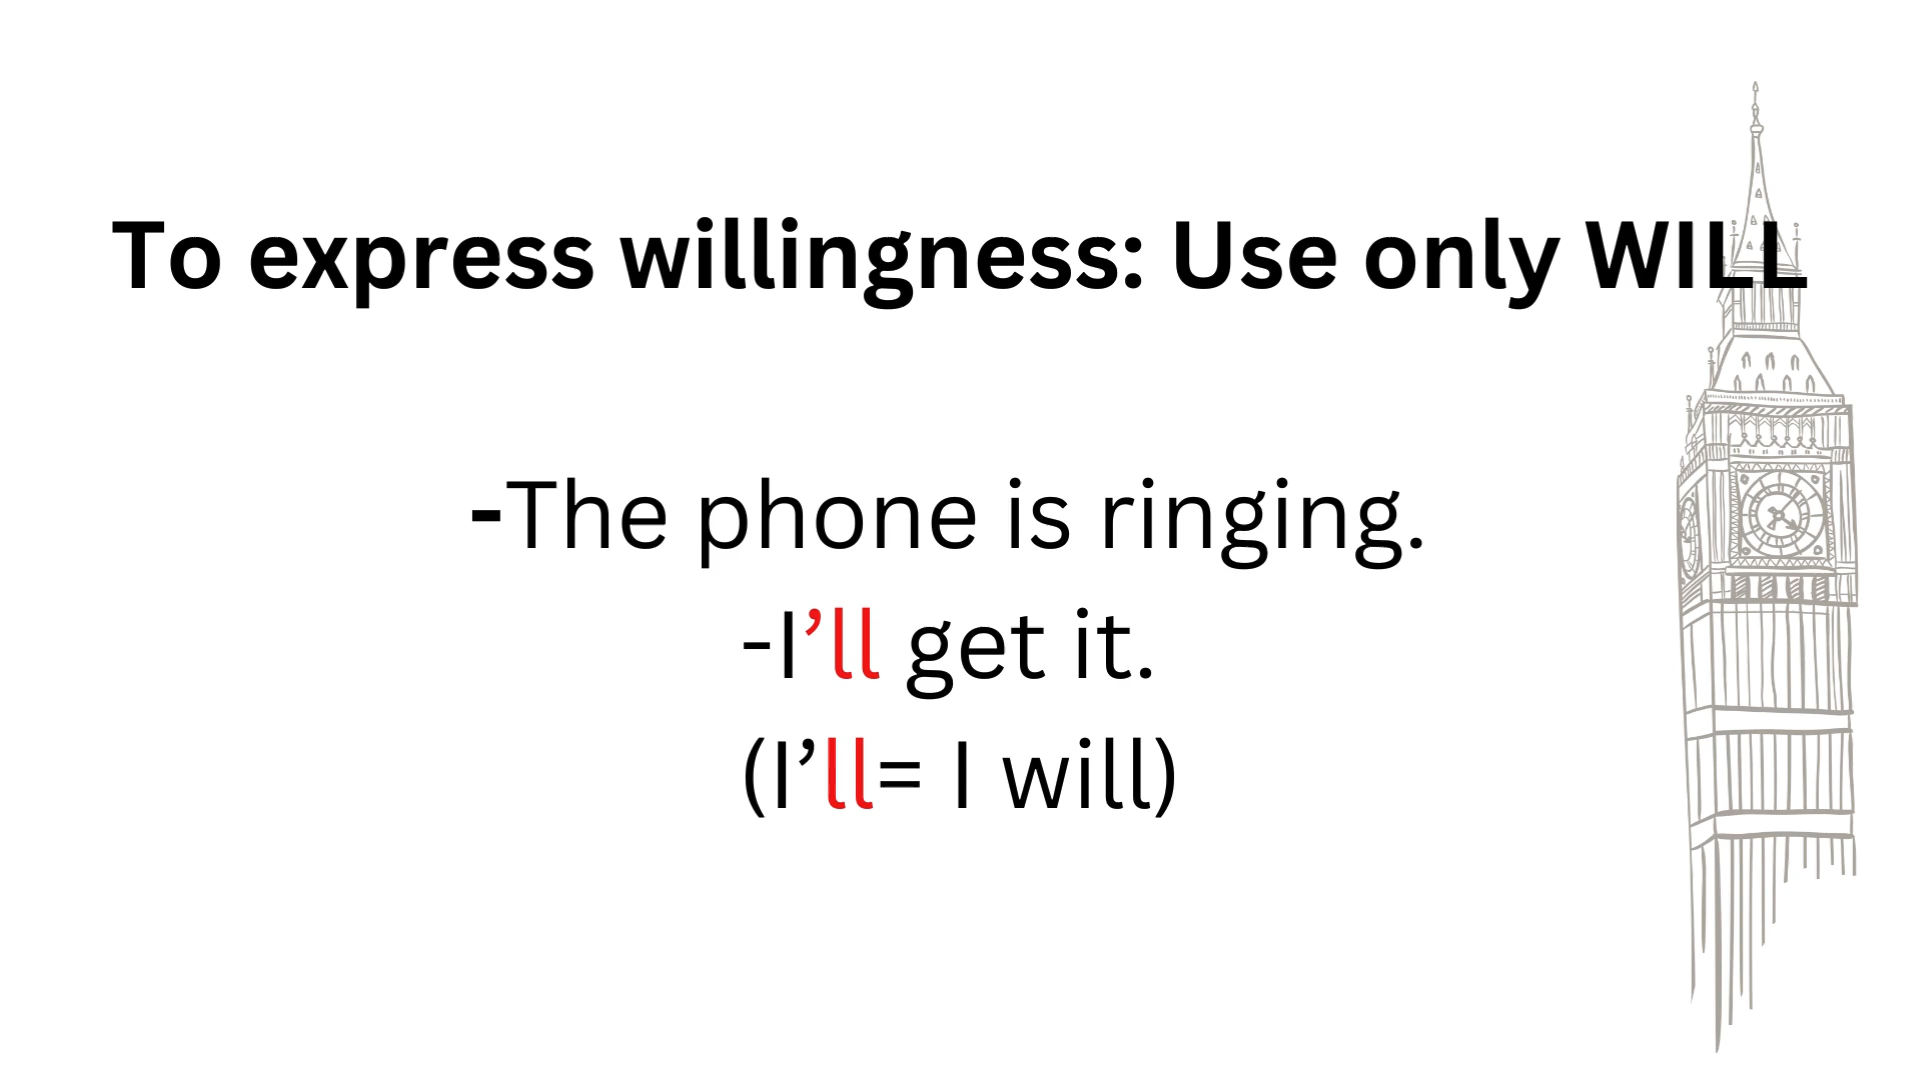 To express willingness: Use only WILL
-The phone is ringing.
-I’ll get it.
(I’ll= I will)